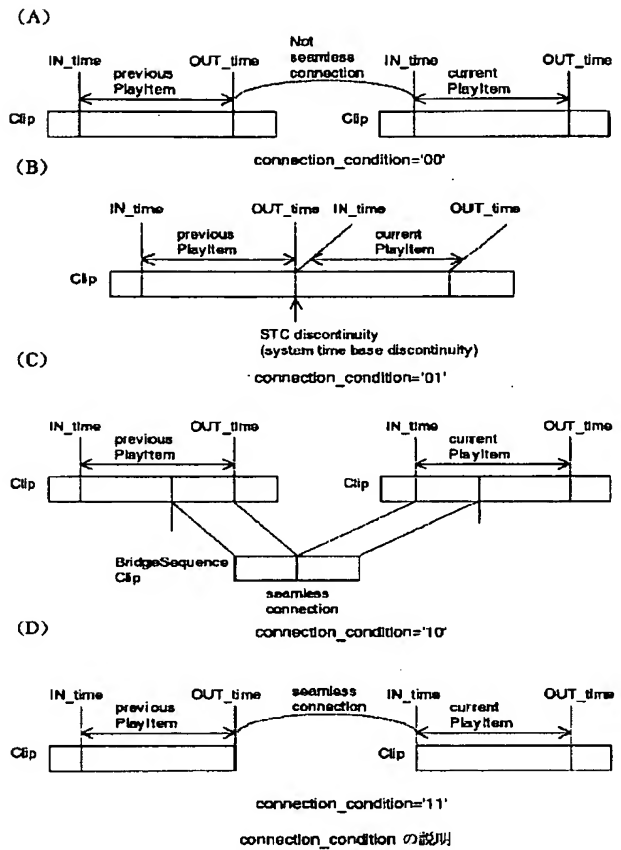 (A)
Not
seamless
connection
IN_time
previous
PlayItem
OUT_time
IN_time
current
PlayItem
OUT_time
Clip
Clip
connection_condition='00'
(B)
IN_time
previous
PlayItem
OUT_time
IN_time
current
PlayItem
OUT_time
Clip
STC discontinuity
(system time base discontinuity)
connection_condition='01'
(C)
IN_time
previous
PlayItem
OUT_time
IN_time
current
PlayItem
OUT_time
Clip
Clip
BridgeSequence
Clip
seamless
connection
connection_condition='10'
(D)
IN_time
previous
PlayItem
OUT_time
seamless
connection
IN_time
current
PlayItem
OUT_time
Clip
Clip
connection_condition='11'
connection_condition の説明